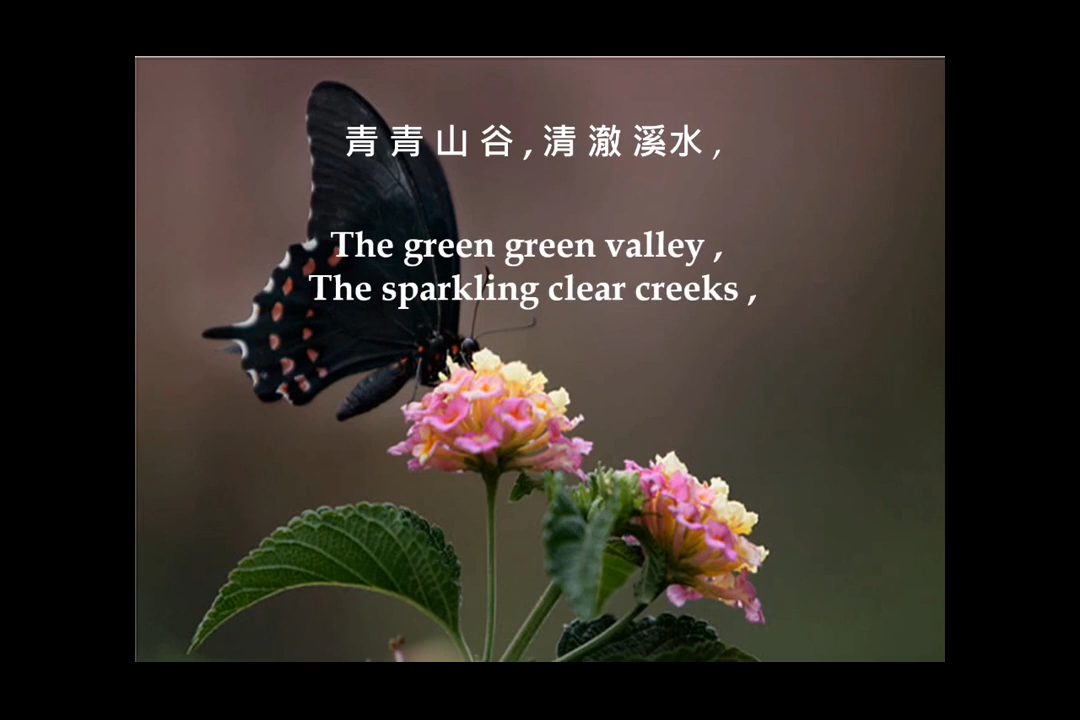 青 青 山 谷 , 清 澈 溪水 ,
The green green valley ,
The sparkling clear creeks ,